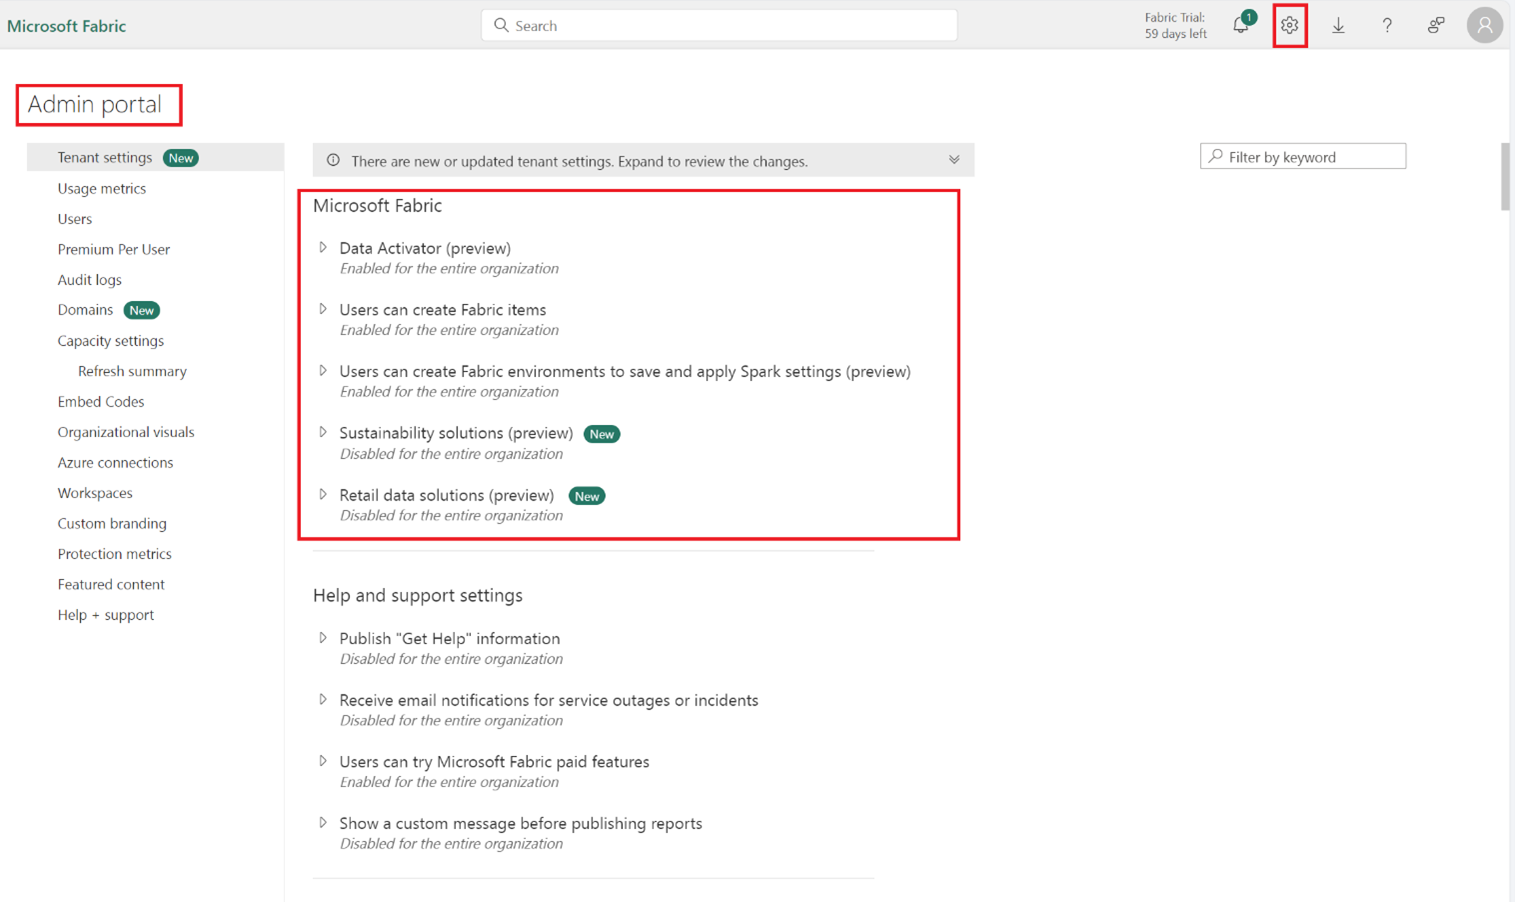 Microsoft Fabric
Search
Fabric Trial:
59 days left
1
?
Admin portal
Tenant settings New
Usage metrics
Users
Premium Per User
Audit logs
Domains New
Capacity settings
Refresh summary
Embed Codes
Organizational visuals
Azure connections
Workspaces
Custom branding
Protection metrics
Featured content
Help + support
There are new or updated tenant settings. Expand to review the changes.
Filter by keyword
Microsoft Fabric
Data Activator (preview)
Enabled for the entire organization
Users can create Fabric items
Enabled for the entire organization
Users can create Fabric environments to save and apply Spark settings (preview)
Enabled for the entire organization
Sustainability solutions (preview) New
Disabled for the entire organization
Retail data solutions (preview) New
Disabled for the entire organization
Help and support settings
Publish "Get Help" information
Disabled for the entire organization
Receive email notifications for service outages or incidents
Disabled for the entire organization
Users can try Microsoft Fabric paid features
Enabled for the entire organization
Show a custom message before publishing reports
Disabled for the entire organization